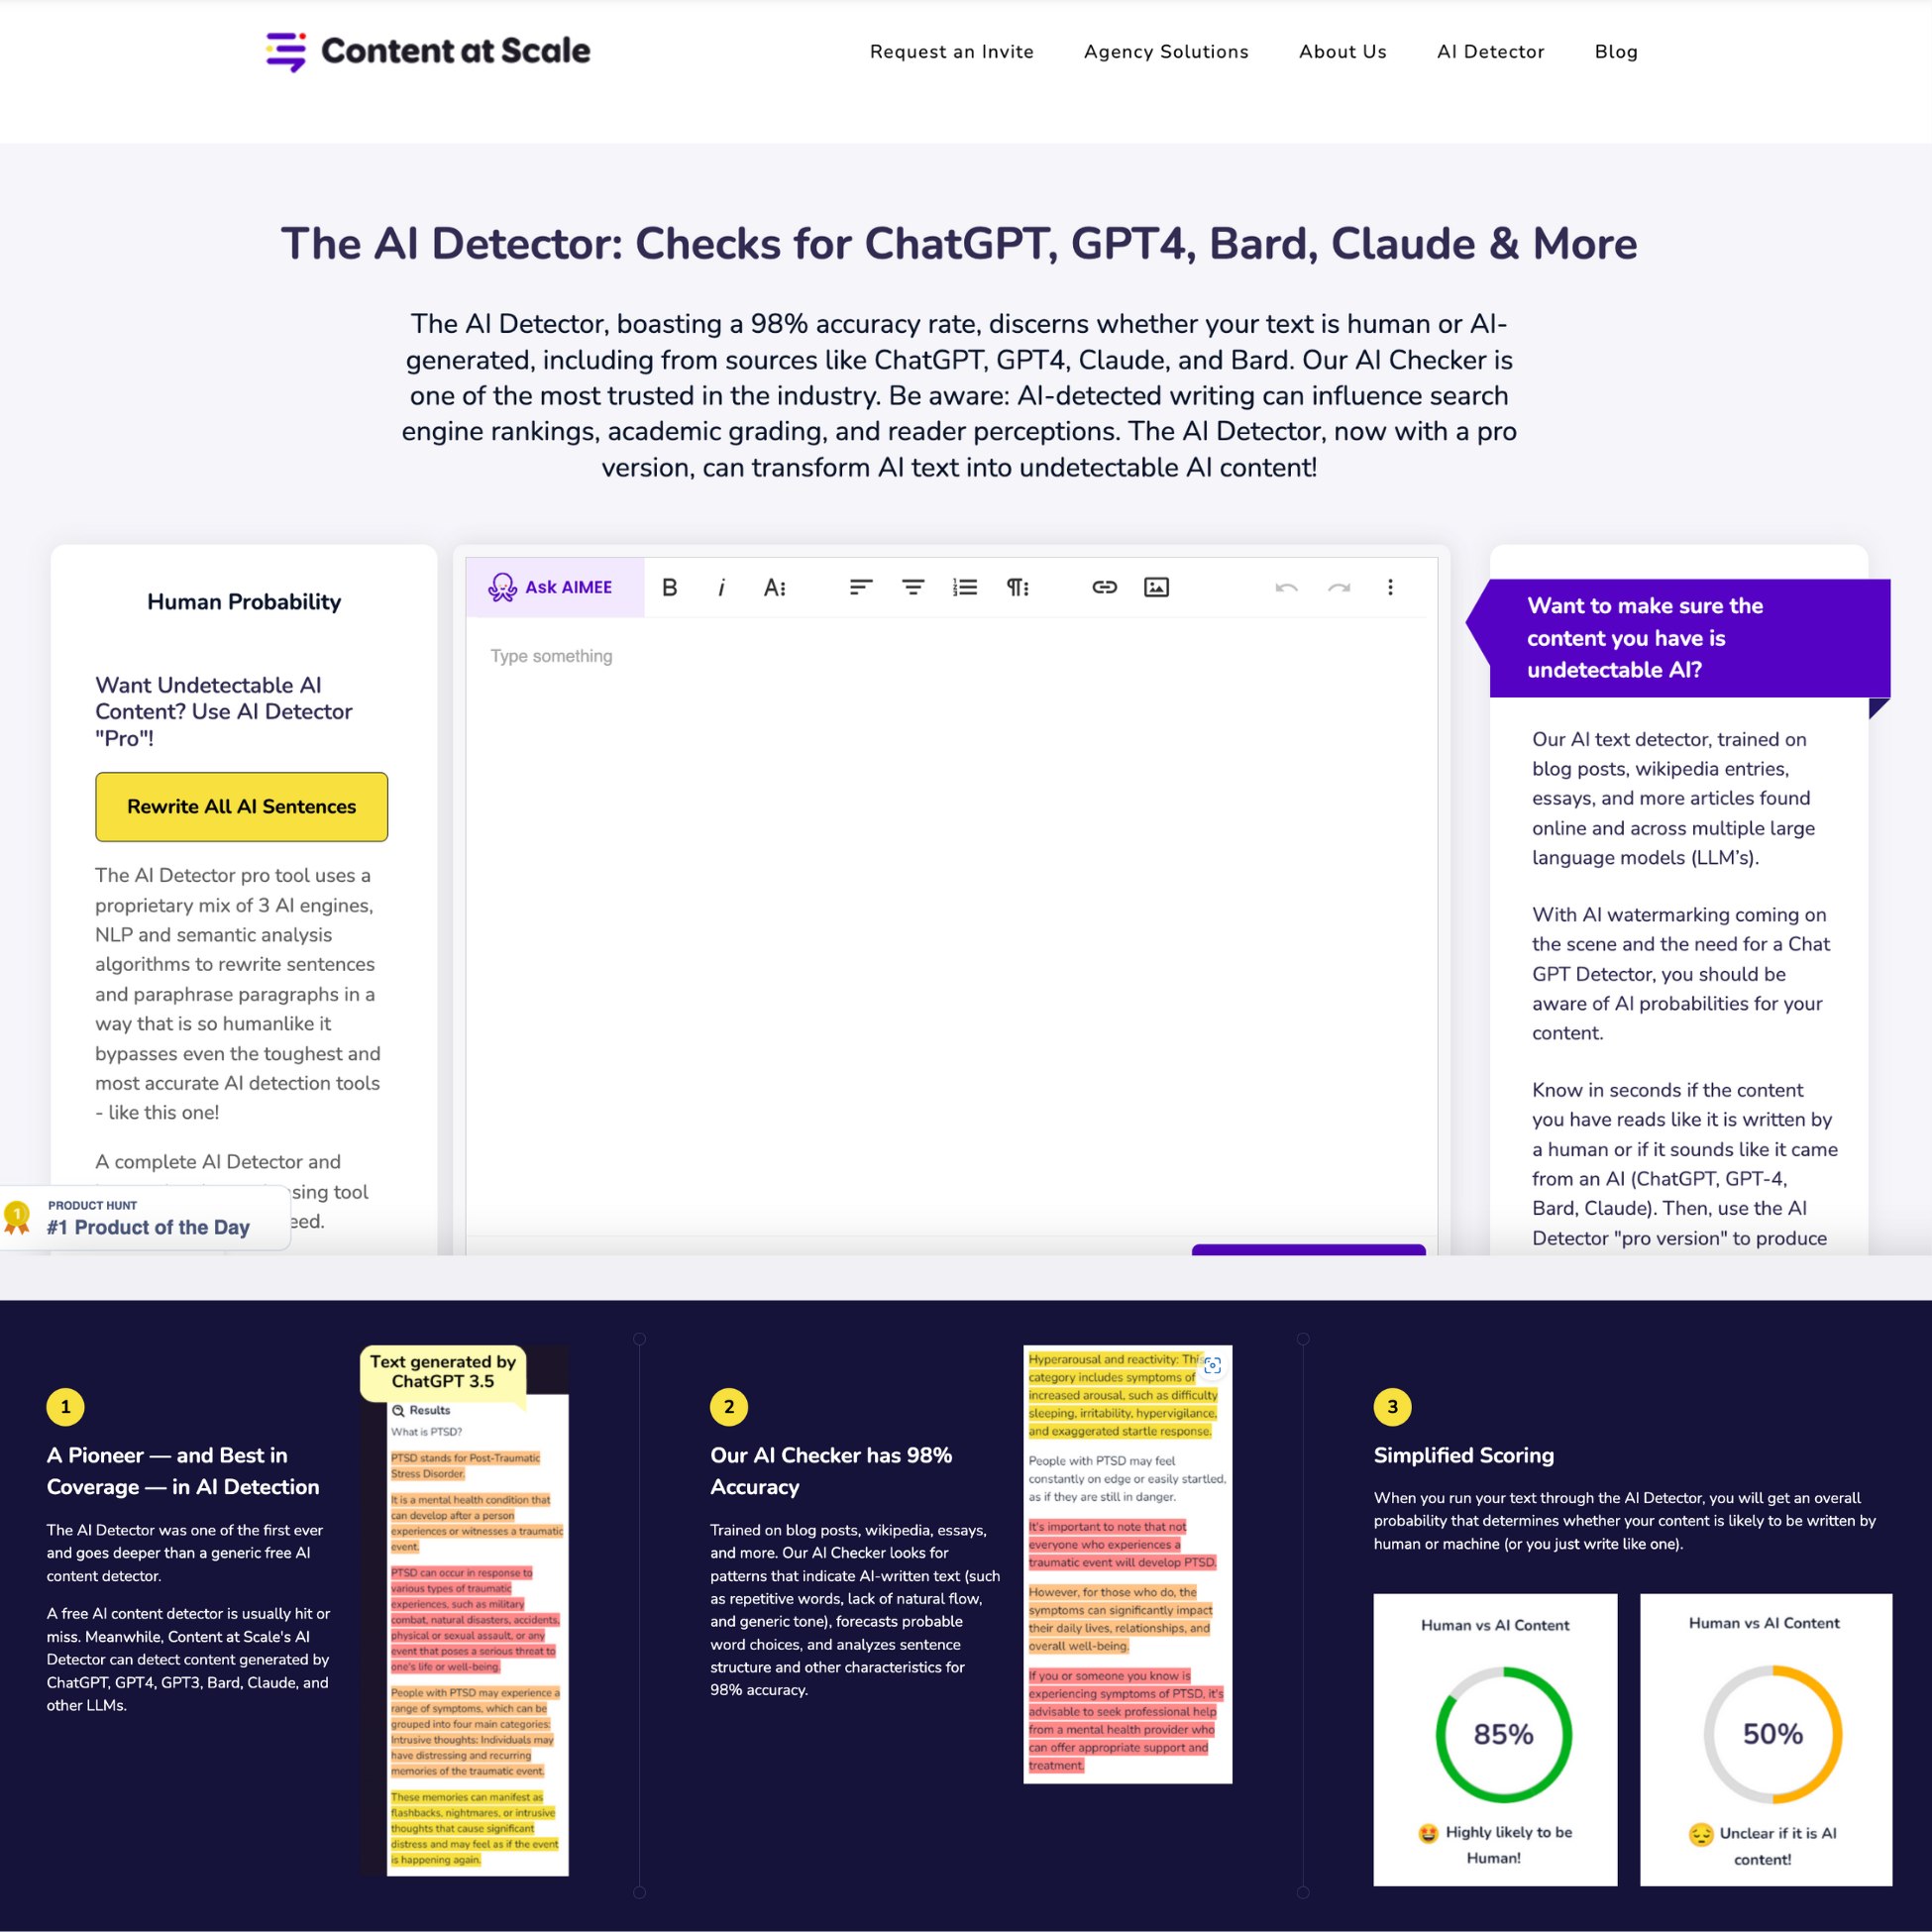 Content at Scale
Request an Invite
Agency Solutions
About Us
AI Detector
Blog
The AI Detector: Checks for ChatGPT, GPT4, Bard, Claude & More
The AI Detector, boasting a 98% accuracy rate, discerns whether your text is human or AI-
generated, including from sources like ChatGPT, GPT4, Claude, and Bard. Our AI Checker is
one of the most trusted in the industry. Be aware: AI-detected writing can influence search
engine rankings, academic grading, and reader perceptions. The AI Detector, now with a pro
version, can transform AI text into undetectable AI content!
Human Probability
Want Undetectable AI
Content? Use AI Detector
"Pro"!
Rewrite All AI Sentences
The AI Detector pro tool uses a
proprietary mix of 3 AI engines,
NLP and semantic analysis
algorithms to rewrite sentences
and paraphrase paragraphs in a
way that is so humanlike it
bypasses even the toughest and
most accurate AI detection tools
- like this one!
A complete AI Detector and
tool
1
PRODUCT HUNT
#1 Product of the Day
Ask AIMEE
Type something
Want to make sure the
content you have is
undetectable AI?
Our AI text detector, trained on
blog posts, wikipedia entries,
essays, and more articles found
online and across multiple large
language models (LLM's).
With AI watermarking coming on
the scene and the need for a Chat
GPT Detector, you should be
aware of AI probabilities for your
content.
Know in seconds if the content
you have reads like it is written by
a human or if it sounds like it came
from an AI (ChatGPT, GPT-4,
Bard, Claude). Then, use the AI
Detector "pro version" to produce
1
A Pioneer — and Best in
Coverage — in AI Detection
The AI Detector was one of the first ever
and goes deeper than a generic free AI
content detector.
A free AI content detector is usually hit or
miss. Meanwhile, Content at Scale's AI
Detector can detect content generated by
ChatGPT, GPT4, GPT3, Bard, Claude, and
other LLMs.
Text generated by
ChatGPT 3.5
Results
What is PTSD?
PTSD stands for Post-Traumatic
Stress Disorder.
It is a mental health condition that
can develop after a person
experiences or witnesses a traumatic
event.
PTSD can occur in response to
various types of traumatic
experiences, such as military
combat, natural disasters, accidents,
physical or sexual assault, or any
event that poses a serious threat to
one's life or well-being.
People with PTSD may experience a
range of symptoms, which can be
grouped into four main categories:
Intrusive thoughts: Individuals may
have distressing and recurring
memories of the traumatic event.
These memories can manifest as
flashbacks, nightmares, or intrusive
thoughts that cause significant
distress and may feel as if the event
is happening again.
2
Our AI Checker has 98%
Accuracy
Trained on blog posts, wikipedia, essays,
and more. Our AI Checker looks for
patterns that indicate AI-written text (such
as repetitive words, lack of natural flow,
and generic tone), forecasts probable
word choices, and analyzes sentence
structure and other characteristics for
98% accuracy.
Hyperarousal and reactivity: This
category includes symptoms of
increased arousal, such as difficulty
sleeping, irritability, hypervigilance,
and exaggerated startle response.
People with PTSD may feel
constantly on edge or easily startled,
as if they are still in danger.
It's important to note that not
everyone who experiences a
traumatic event will develop PTSD.
However, for those who do, the
symptoms can significantly impact
their daily lives, relationships, and
overall well-being.
If you or someone you know is
experiencing symptoms of PTSD, it's
advisable to seek professional help
from a mental health provider who
can offer appropriate support and
treatment.
3
Simplified Scoring
When you run your text through the AI Detector, you will get an overall
probability that determines whether your content is likely to be written by
human or machine (or you just write like one).
Human vs AI Content
85%
Highly likely to be
Human!
Human vs AI Content
50%
Unclear if it is AI
content!